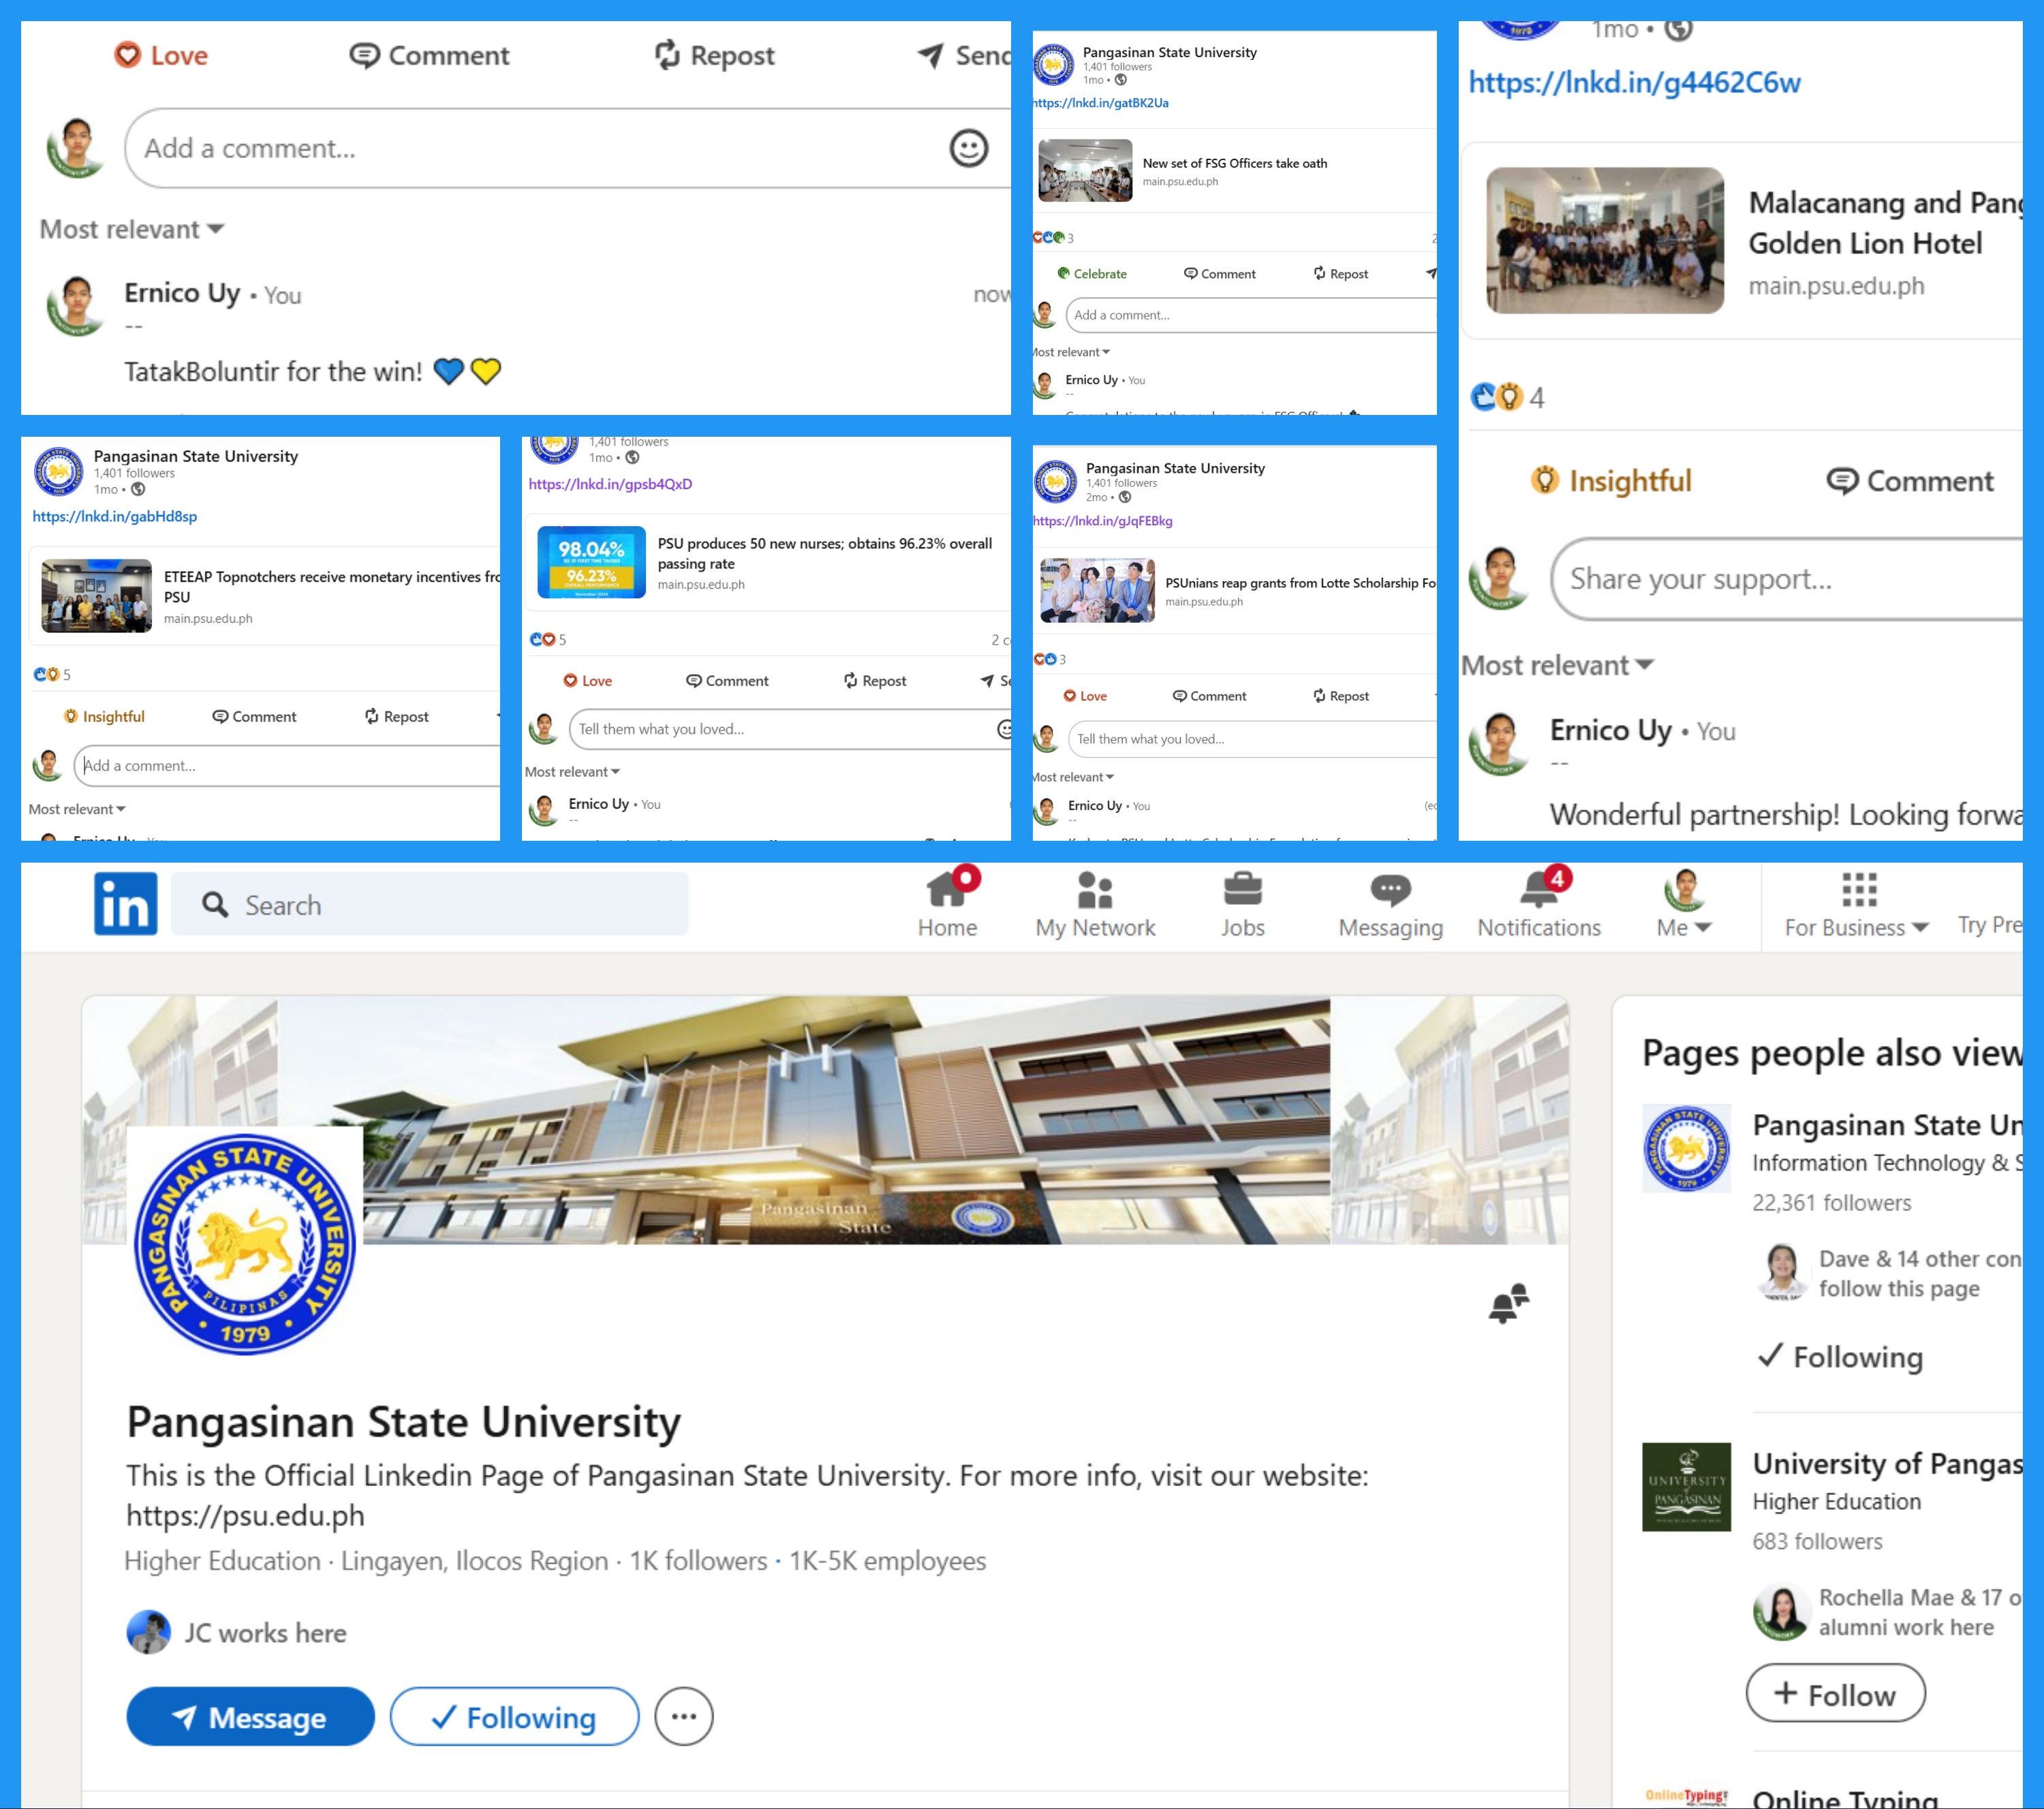 Love Comment Repost Send
Add a comment...
Most relevant
Ernico Uy • You now
--
TatakBoluntir for the win! 💙💛
Pangasinan State University
1,401 followers
1mo •
https://lnkd.in/gatBK2Ua
New set of FSG Officers take oath
main.psu.edu.ph
3
Celebrate Comment Repost
Add a comment...
Most relevant
Ernico Uy • You
--
1mo •
https://lnkd.in/g4462C6w
Malacanang and Pang
Golden Lion Hotel
main.psu.edu.ph
4
Insightful Comment
Share your support...
Most relevant
Ernico Uy • You
--
Wonderful partnership! Looking forwa
Pangasinan State University
1,401 followers
1mo •
https://lnkd.in/gabHd8sp
ETEEAP Topnotchers receive monetary incentives fro
PSU
main.psu.edu.ph
5
Insightful Comment Repost
Add a comment...
Most relevant
Ernico Uy • You
1,401 followers
1mo •
https://lnkd.in/gpsb4QxD
98.04%
96.23%
PSU produces 50 new nurses; obtains 96.23% overall
passing rate
main.psu.edu.ph
5 2 c
Love Comment Repost Se
Tell them what you loved...
Most relevant
Ernico Uy • You
--
Pangasinan State University
1,401 followers
2mo •
https://lnkd.in/gJqFEBkg
PSUnians reap grants from Lotte Scholarship Fo
main.psu.edu.ph
3
Love Comment Repost
Tell them what you loved...
Most relevant
Ernico Uy • You (ed
--
in Search
Home My Network Jobs Messaging 4 Notifications Me For Business Try Pre
Pangasinan
State
PANGASINAN STATE UNIVERSITY
PILIPINAS
1979
Pangasinan State University
This is the Official Linkedin Page of Pangasinan State University. For more info, visit our website:
https://psu.edu.ph
Higher Education · Lingayen, Ilocos Region · 1K followers · 1K-5K employees
JC works here
Message Following
Pages people also view
Pangasinan State Un
Information Technology & S
22,361 followers
Dave & 14 other con
follow this page
Following
UNIVERSITY
of
PANGASINAN
University of Pangas
Higher Education
683 followers
Rochella Mae & 17 o
alumni work here
+ Follow
OnlineTyping
Online Typing